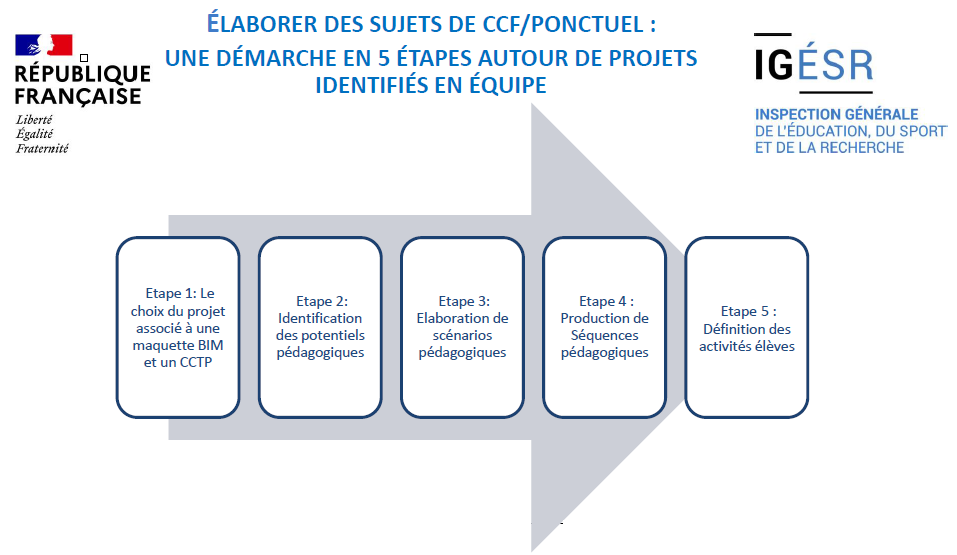 ÉLABORER DES SUJETS DE CCF/PONCTUEL :
UNE DÉMARCHE EN 5 ÉTAPES AUTOUR DE PROJETS
IDENTIFIÉS EN ÉQUIPE
RÉPUBLIQUE
FRANÇAISE
Liberté
Égalité
Fraternité
IGÉSR
INSPECTION GÉNÉRALE
DE L'ÉDUCATION, DU SPORT
ET DE LA RECHERCHE
Etape 1: Le
choix du projet
associé à une
maquette BIM
et un CCTP
Etape 2:
Identification
des potentiels
pédagogiques
Etape 3:
Elaboration de
scénarios
pédagogiques
Etape 4 :
Production de
Séquences
pédagogiques
Etape 5 :
Définition des
activités élèves